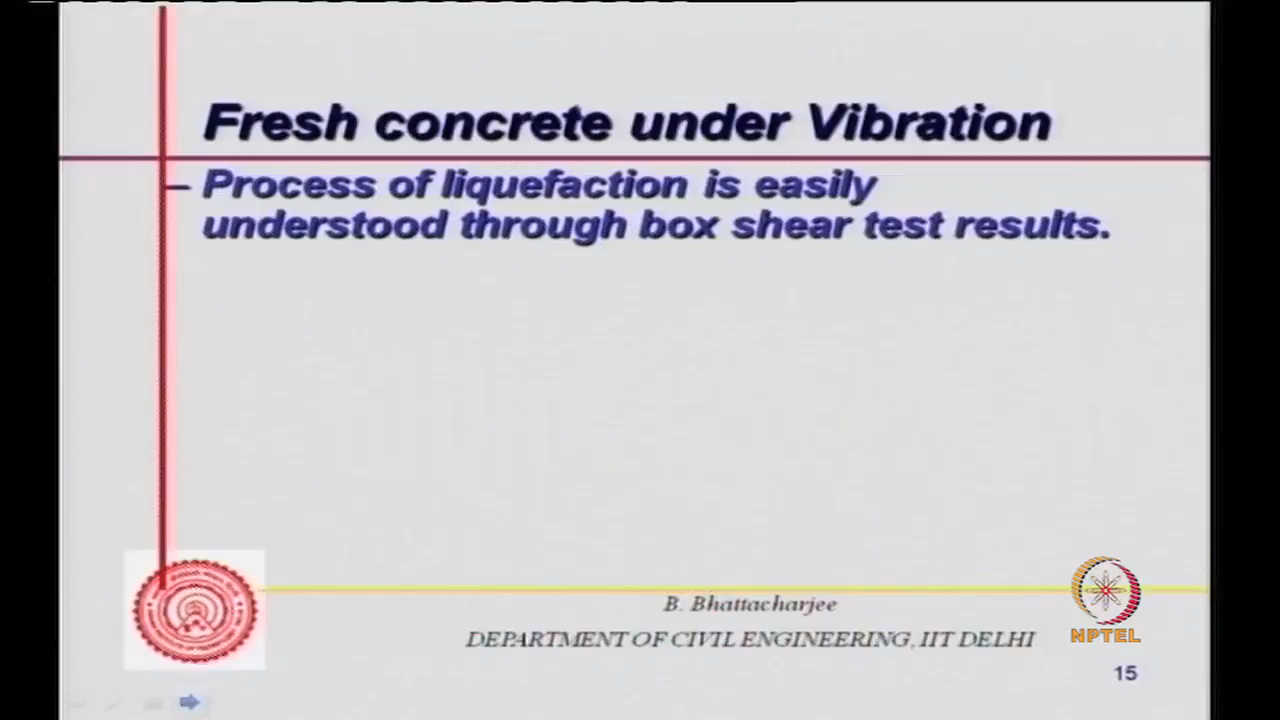 Fresh concrete under Vibration
– Process of liquefaction is easily
understood through box shear test results.
B. Bhattacharjee
DEPARTMENT OF CIVIL ENGINEERING, IIT DELHI
NPTEL
15